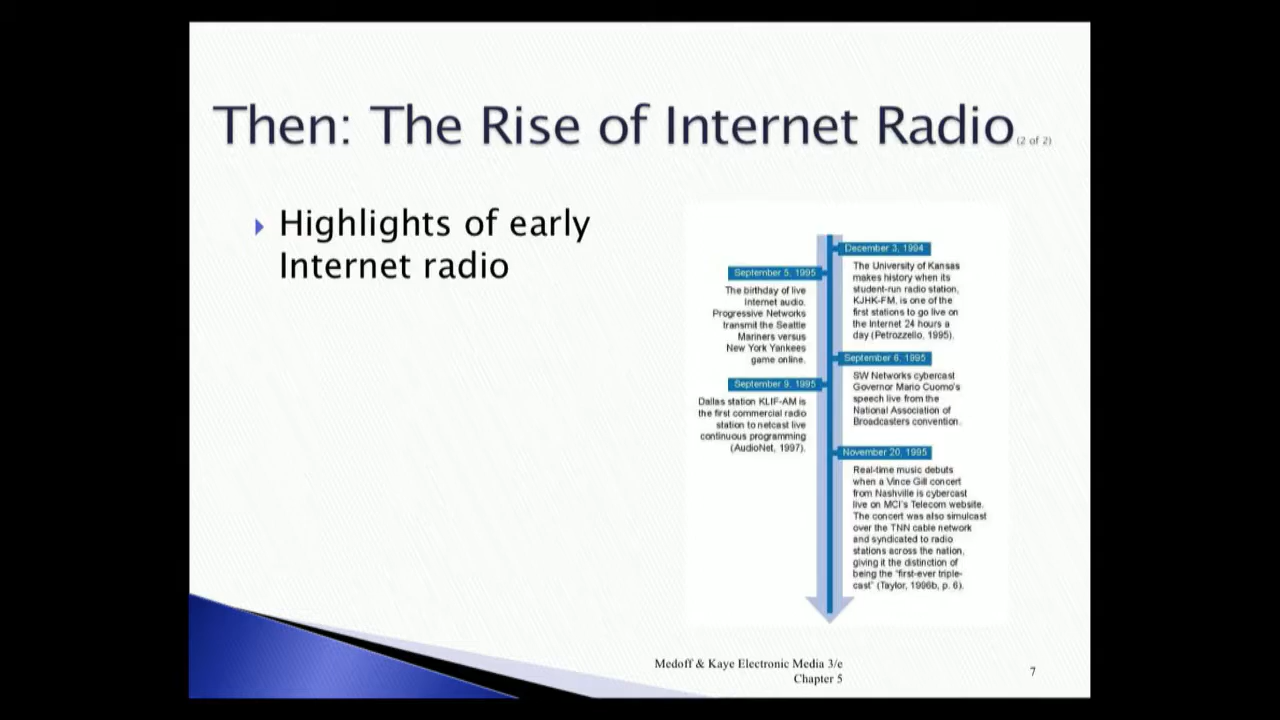 Then: The Rise of Internet Radio (2 of 2)
Highlights of early
Internet radio
December 3, 1994
The University of Kansas
makes history when its
student-run radio station,
KJHK-FM, is one of the
first stations to go live on
the Internet 24 hours a
day (Petrozzello, 1995).
September 5, 1995
The birthday of live
Internet audio.
Progressive Networks
transmit the Seattle
Mariners versus
New York Yankees
game online.
September 6, 1995
SW Networks cybercast
Governor Mario Cuomo's
speech live from the
National Association of
Broadcasters convention.
September 9, 1995
Dallas station KLIF-AM is
the first commercial radio
station to netcast live
continuous programming
(AudioNet, 1997).
November 20, 1995
Real-time music debuts
when a Vince Gill concert
from Nashville is cybercast
live on MCI's Telecom website.
The concert was also simulcast
over the TNN cable network
and syndicated to radio
stations across the nation,
giving it the distinction of
being the "first-ever triple-
cast" (Taylor, 1996b, p. 6).
Medoff & Kaye Electronic Media 3/e
Chapter 5
7